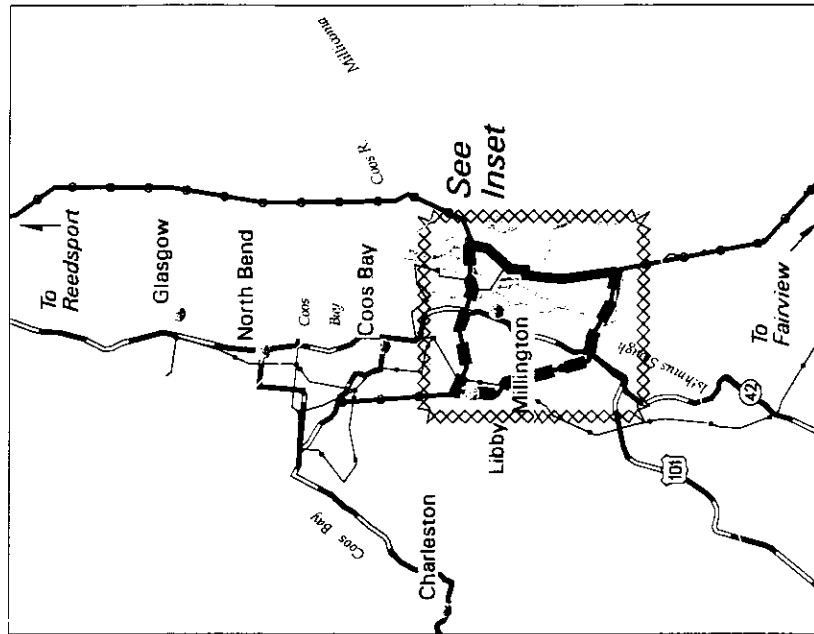 Millicoma
Coos R.
See
Inset
To
Reedsport
Glasgow
North Bend
Coos
Bay
Coos Bay
To
Fairview
Isthmus Slough
42
Millington
Libby
101
Coos Bay
Charleston